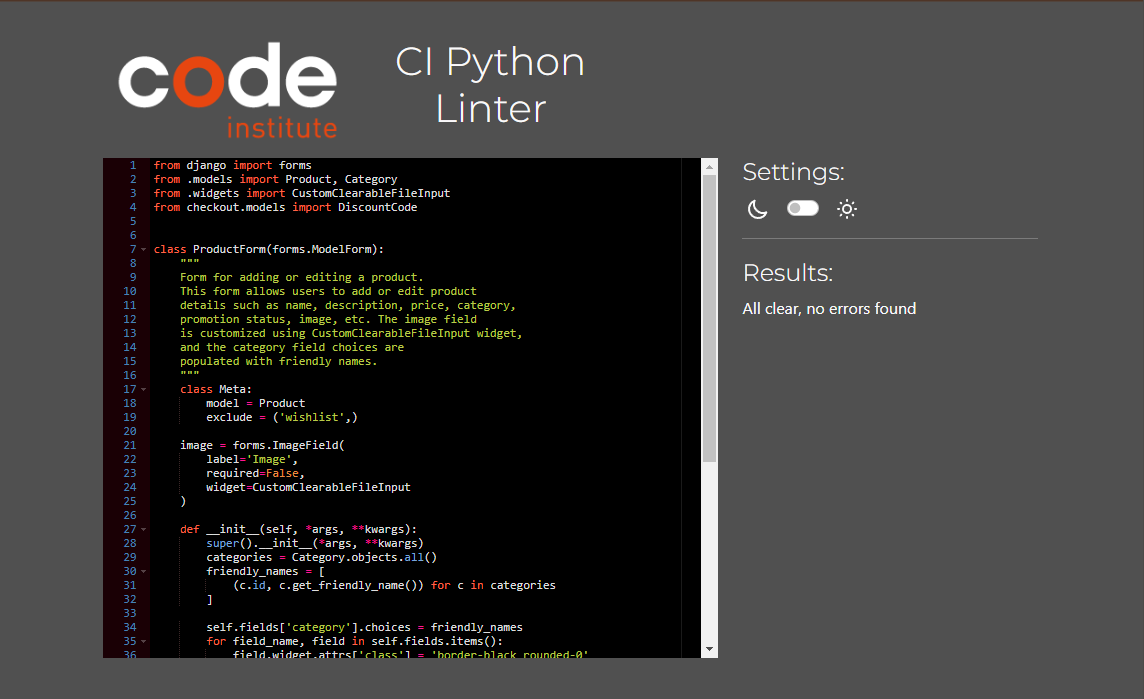 code
institute
CI Python
Linter
1 from django import forms
2 from .models import Product, Category
3 from .widgets import CustomClearableFileInput
4 from checkout.models import DiscountCode
5
6
7 class ProductForm(forms.ModelForm):
8     """
9     Form for adding or editing a product.
10     This form allows users to add or edit product
11     details such as name, description, price, category,
12     promotion status, image, etc. The image field
13     is customized using CustomClearableFileInput widget,
14     and the category field choices are
15     populated with friendly names.
16     """
17     class Meta:
18         model = Product
19         exclude = ('wishlist',)
20
21     image = forms.ImageField(
22         label='Image',
23         required=False,
24         widget=CustomClearableFileInput
25     )
26
27     def __init__(self, *args, **kwargs):
28         super().__init__(*args, **kwargs)
29         categories = Category.objects.all()
30         friendly_names = [
31             (c.id, c.get_friendly_name()) for c in categories
32         ]
33
34         self.fields['category'].choices = friendly_names
35         for field_name, field in self.fields.items():
36             field.widget.attrs['class'] = 'border-black rounded-0'
Settings:
Results:
All clear, no errors found